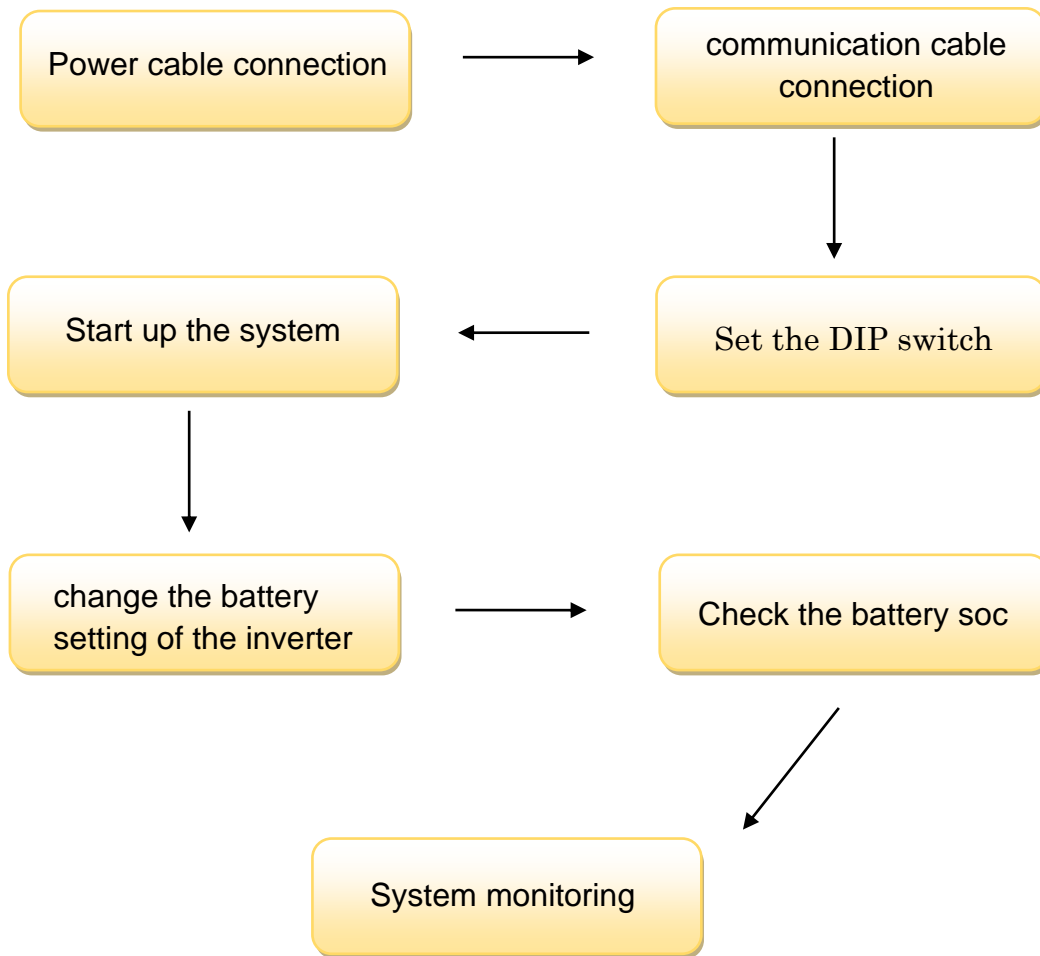 Power cable connection
communication cable
connection
Set the DIP switch
Start up the system
change the battery
setting of the inverter
Check the battery soc
System monitoring